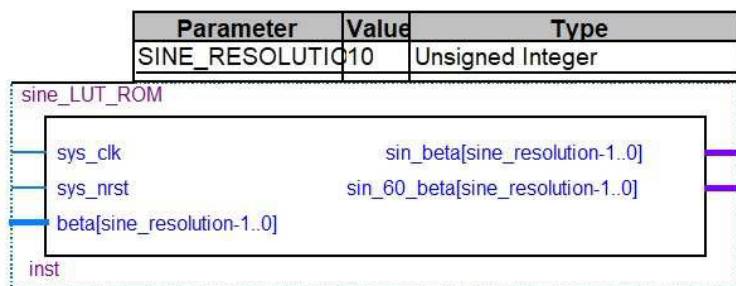 Parameter Value Type
SINE_RESOLUTIO 10 Unsigned Integer
sine_LUT_ROM
sys_clk sin_beta[sine_resolution-1..0]
sys_nrst sin_60_beta[sine_resolution-1..0]
beta[sine_resolution-1..0]
inst